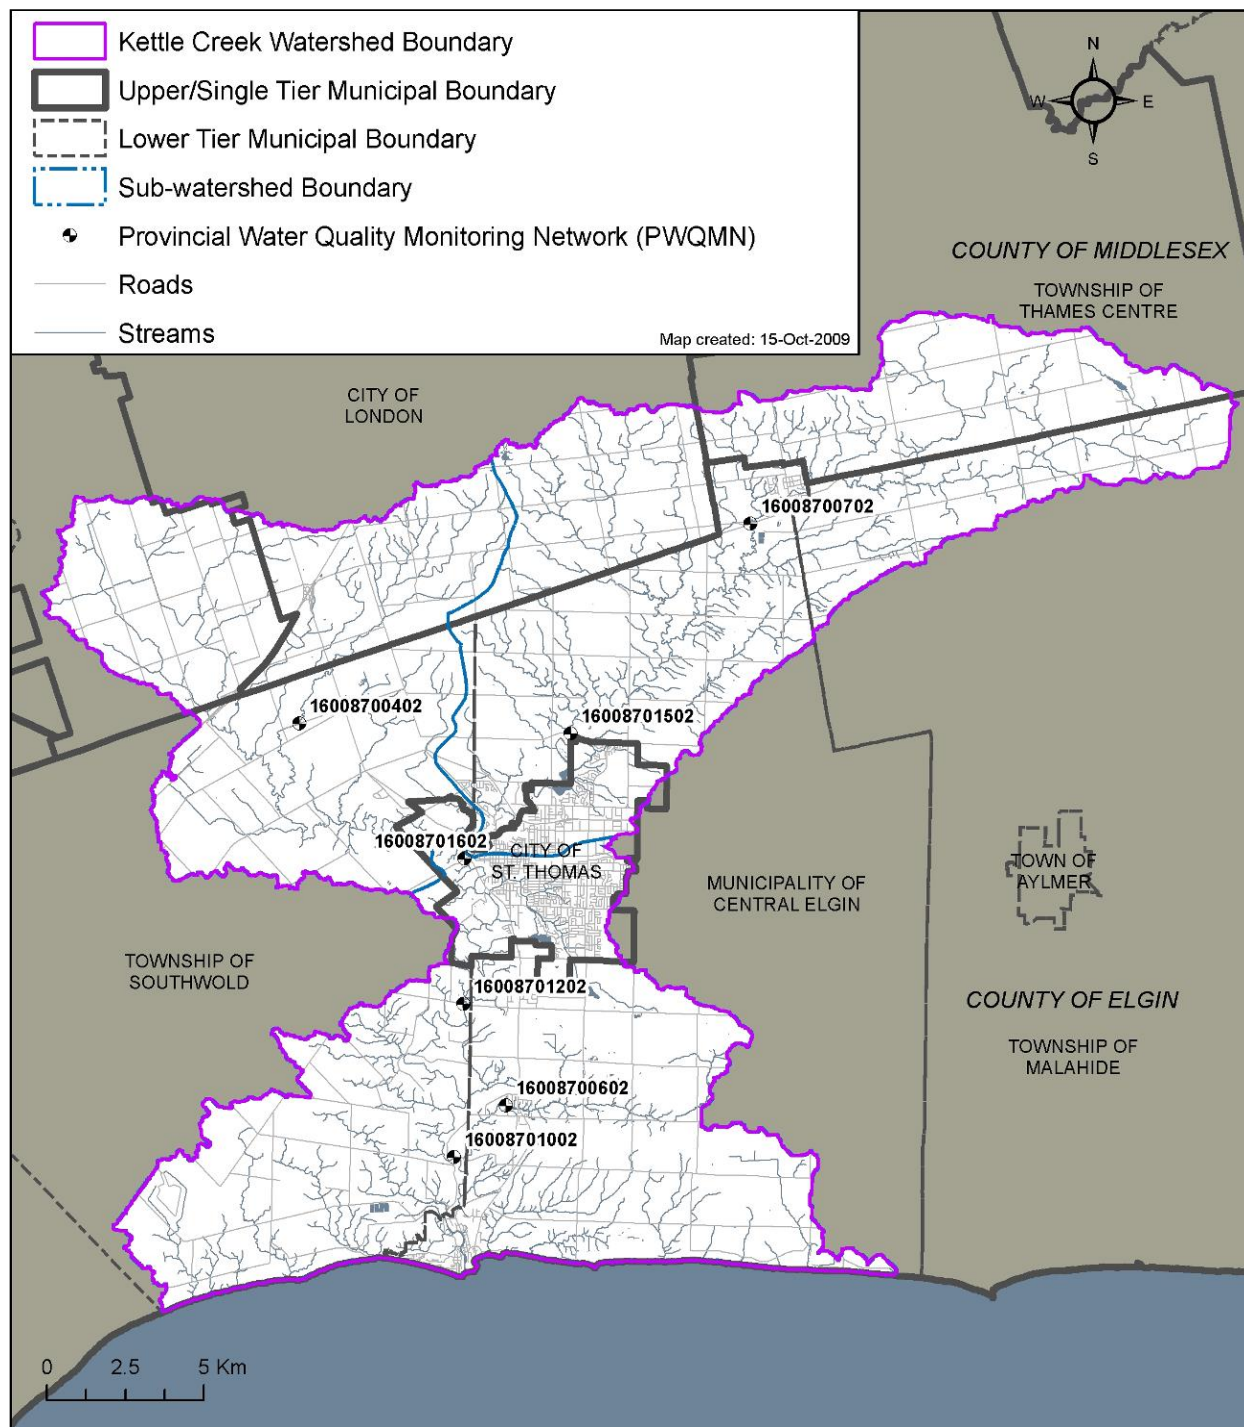 Kettle Creek Watershed Boundary
Upper/Single Tier Municipal Boundary
Lower Tier Municipal Boundary
Sub-watershed Boundary
Provincial Water Quality Monitoring Network (PWQMN)
Roads
Streams
Map created: 15-Oct-2009
N
W
E
S
COUNTY OF MIDDLESEX
TOWNSHIP OF
THAMES CENTRE
CITY OF
LONDON
16008700702
16008700402
16008701502
16008701602
CITY OF
ST. THOMAS
MUNICIPALITY OF
CENTRAL ELGIN
TOWN OF
AYLMER
TOWNSHIP OF
SOUTHWOLD
16008701202
COUNTY OF ELGIN
TOWNSHIP OF
MALAHIDE
16008700602
16008701002
0 2.5 5 Km